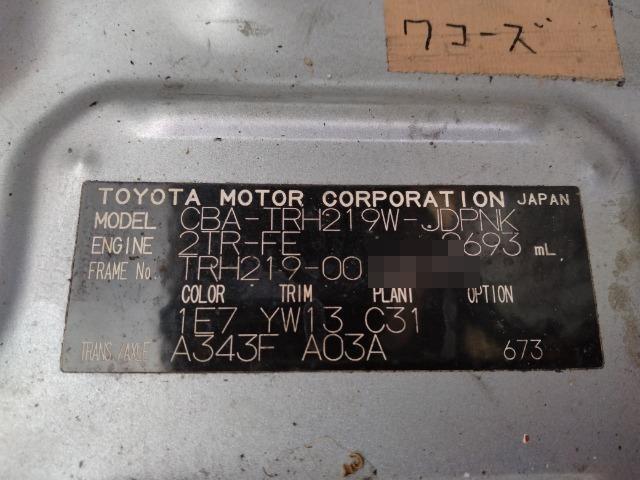 ワコーズ
TOYOTA MOTOR CORPORATION JAPAN
MODEL CBA-TRH219W-JDPNK
ENGINE 2TR-FE 2693 mL
FRAME No. TRH219-00
COLOR TRIM PLANT OPTION
1E7 YW13 C31
TRANS./AXLE A343F A03A 673